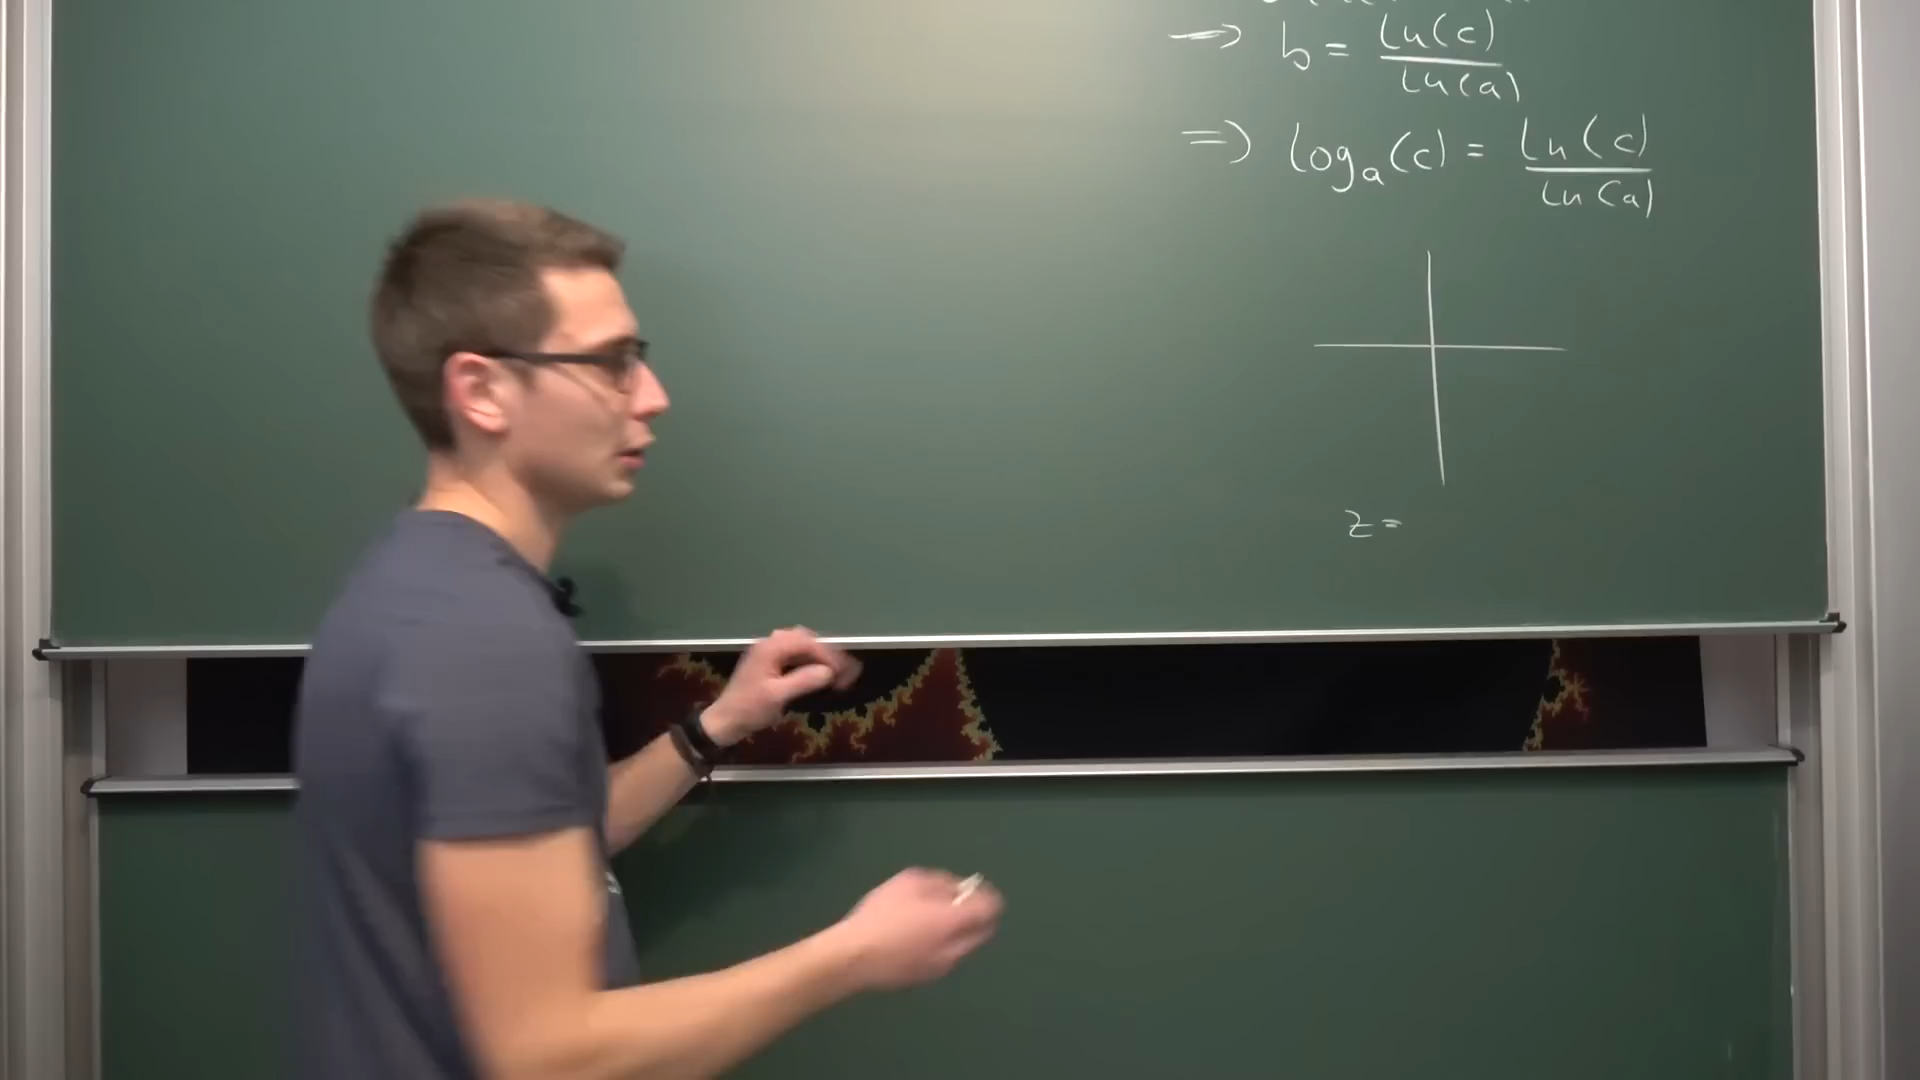 → b = ln(c) / ln(a)
⇒ log_a(c) = ln(c) / ln(a)
z =